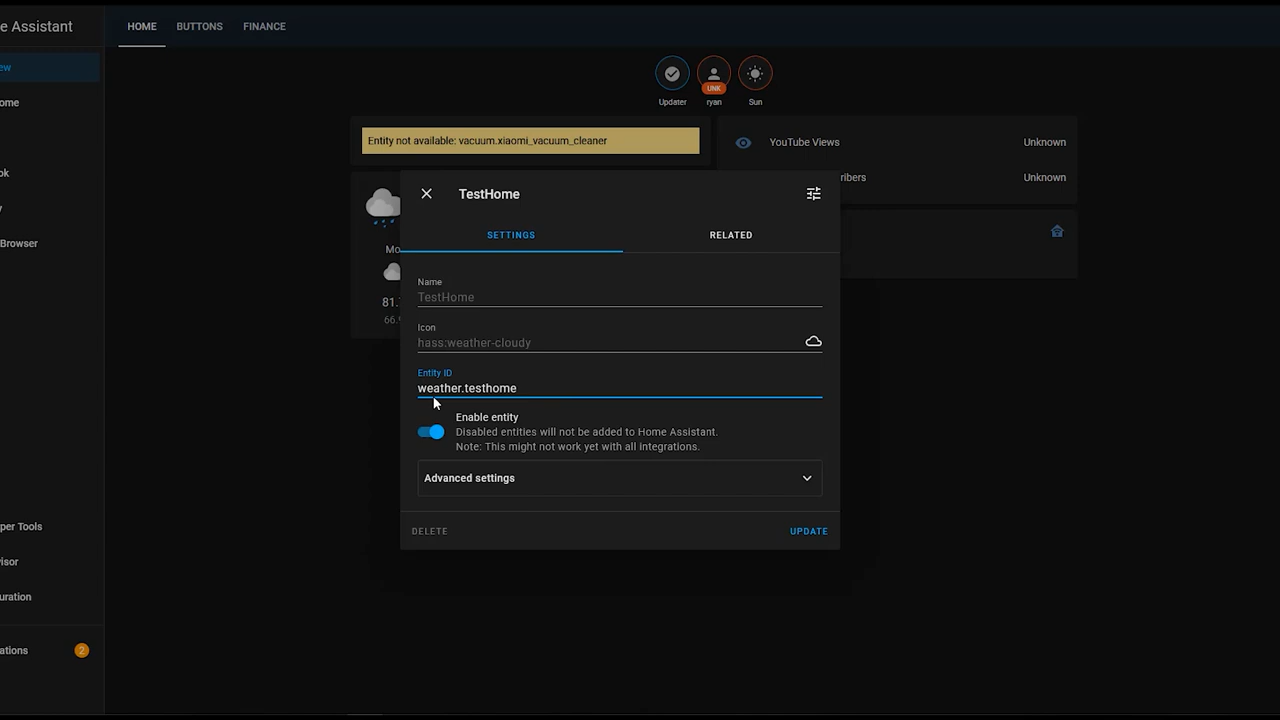 e Assistant
HOME BUTTONS FINANCE
ew
ome
ok
y
Browser
per Tools
isor
uration
ations 2
UNK
Updater ryan Sun
Entity not available: vacuum.xiaomi_vacuum_cleaner
YouTube Views Unknown
ribers Unknown
Mo
81.
66.
TestHome
SETTINGS RELATED
Name
TestHome
Icon
hass:weather-cloudy
Entity ID
weather.testhome
Enable entity
Disabled entities will not be added to Home Assistant.
Note: This might not work yet with all integrations.
Advanced settings
DELETE UPDATE